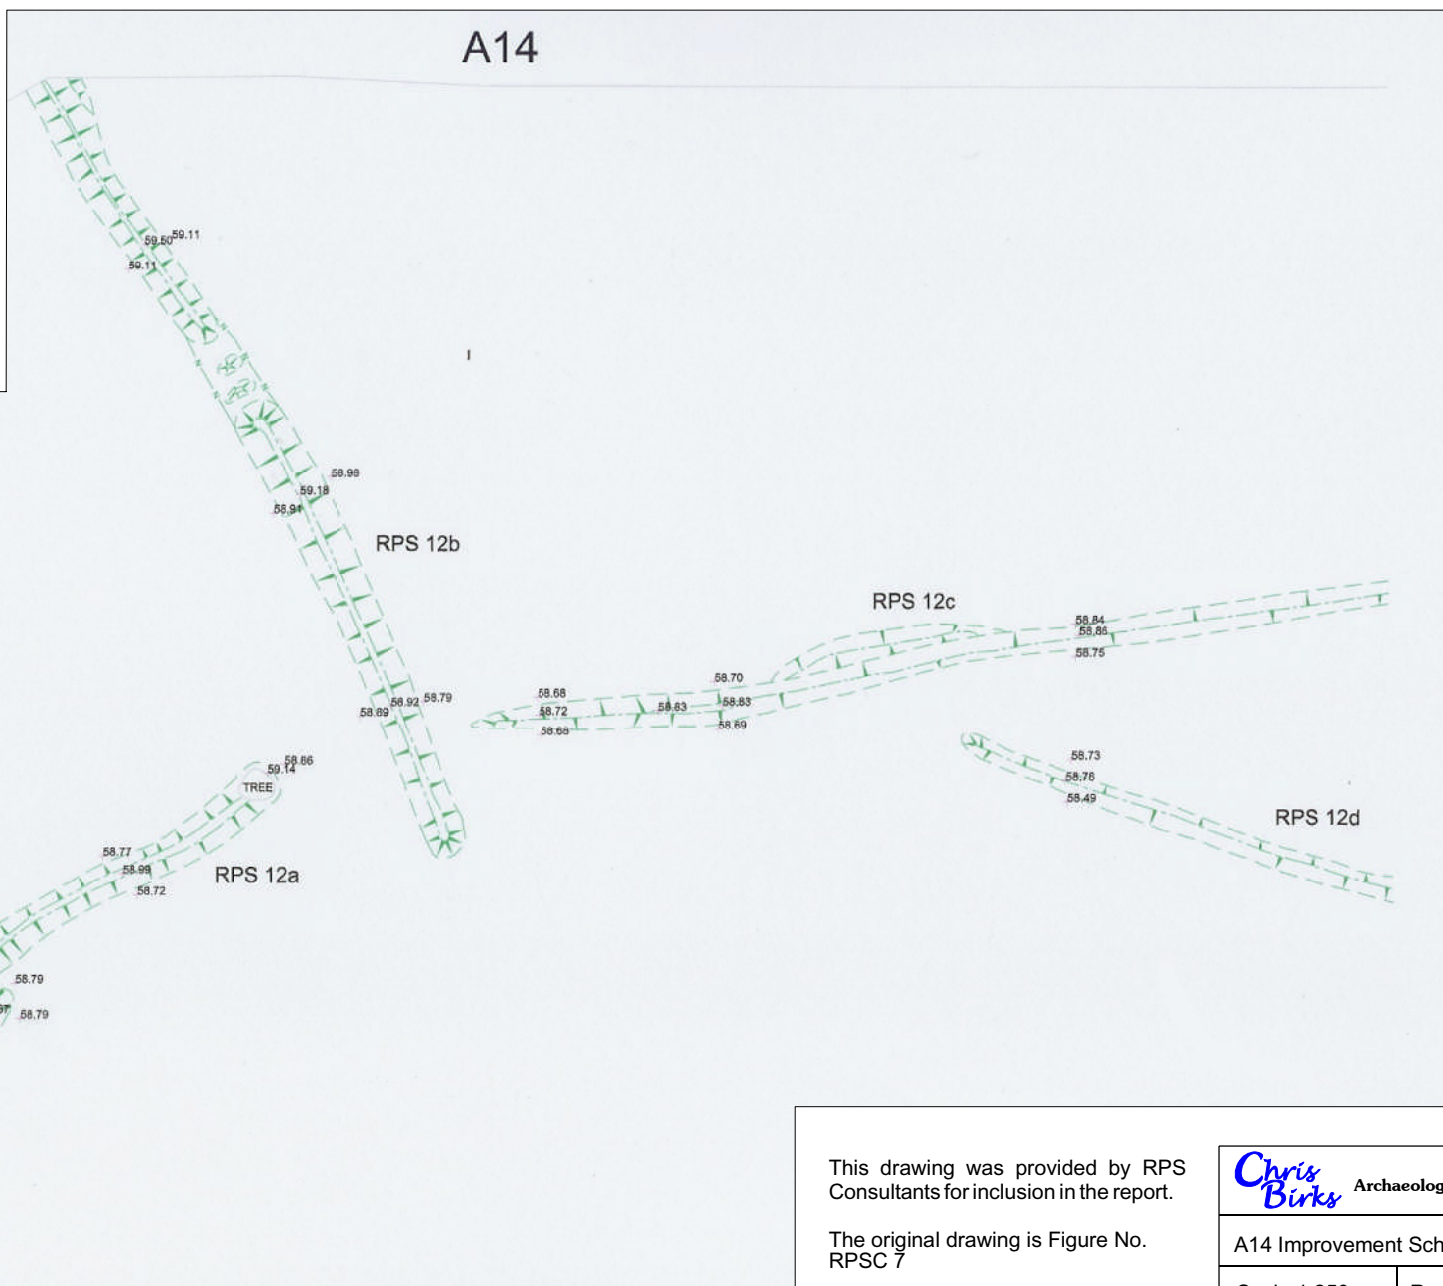 A14
59.50
59.11
59.11
59.18
58.91
RPS 12b
RPS 12c
58.84
58.86
58.75
58.70
58.83
58.83
58.69
58.68
58.72
58.68
58.79
58.92
58.89
58.73
58.76
58.49
58.86
59.14
TREE
RPS 12d
58.77
58.99
58.72
RPS 12a
58.79
58.79
This drawing was provided by RPS
Consultants for inclusion in the report.
The original drawing is Figure No.
RPSC 7
Chris
Birks
Archaeolog
A14 Improvement Sch